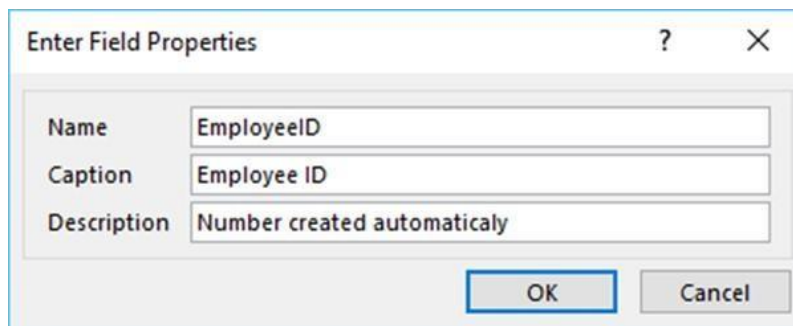 Enter Field Properties ? X
Name EmployeeID
Caption Employee ID
Description Number created automaticaly
OK Cancel